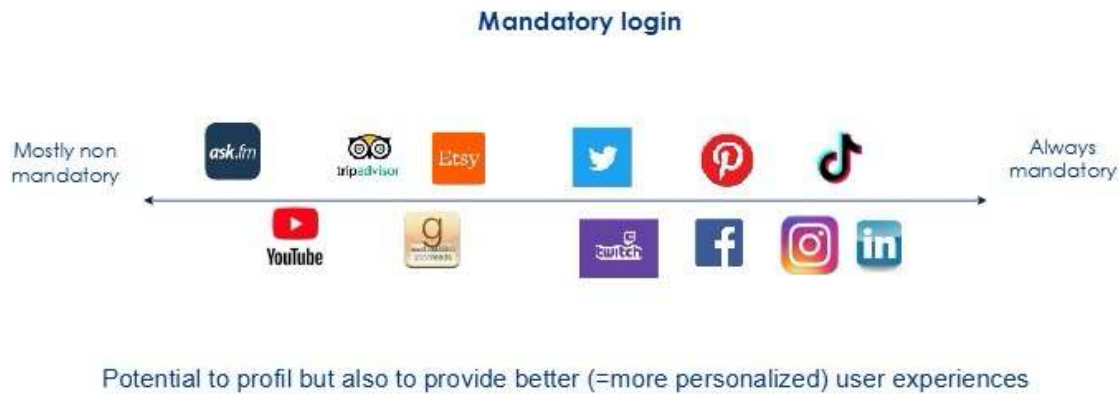 Mandatory login
Mostly non
mandatory
Always
mandatory
ask.fm
tripadvisor
Etsy
YouTube
g
goodreads
twitch
f
in
Potential to profil but also to provide better (=more personalized) user experiences